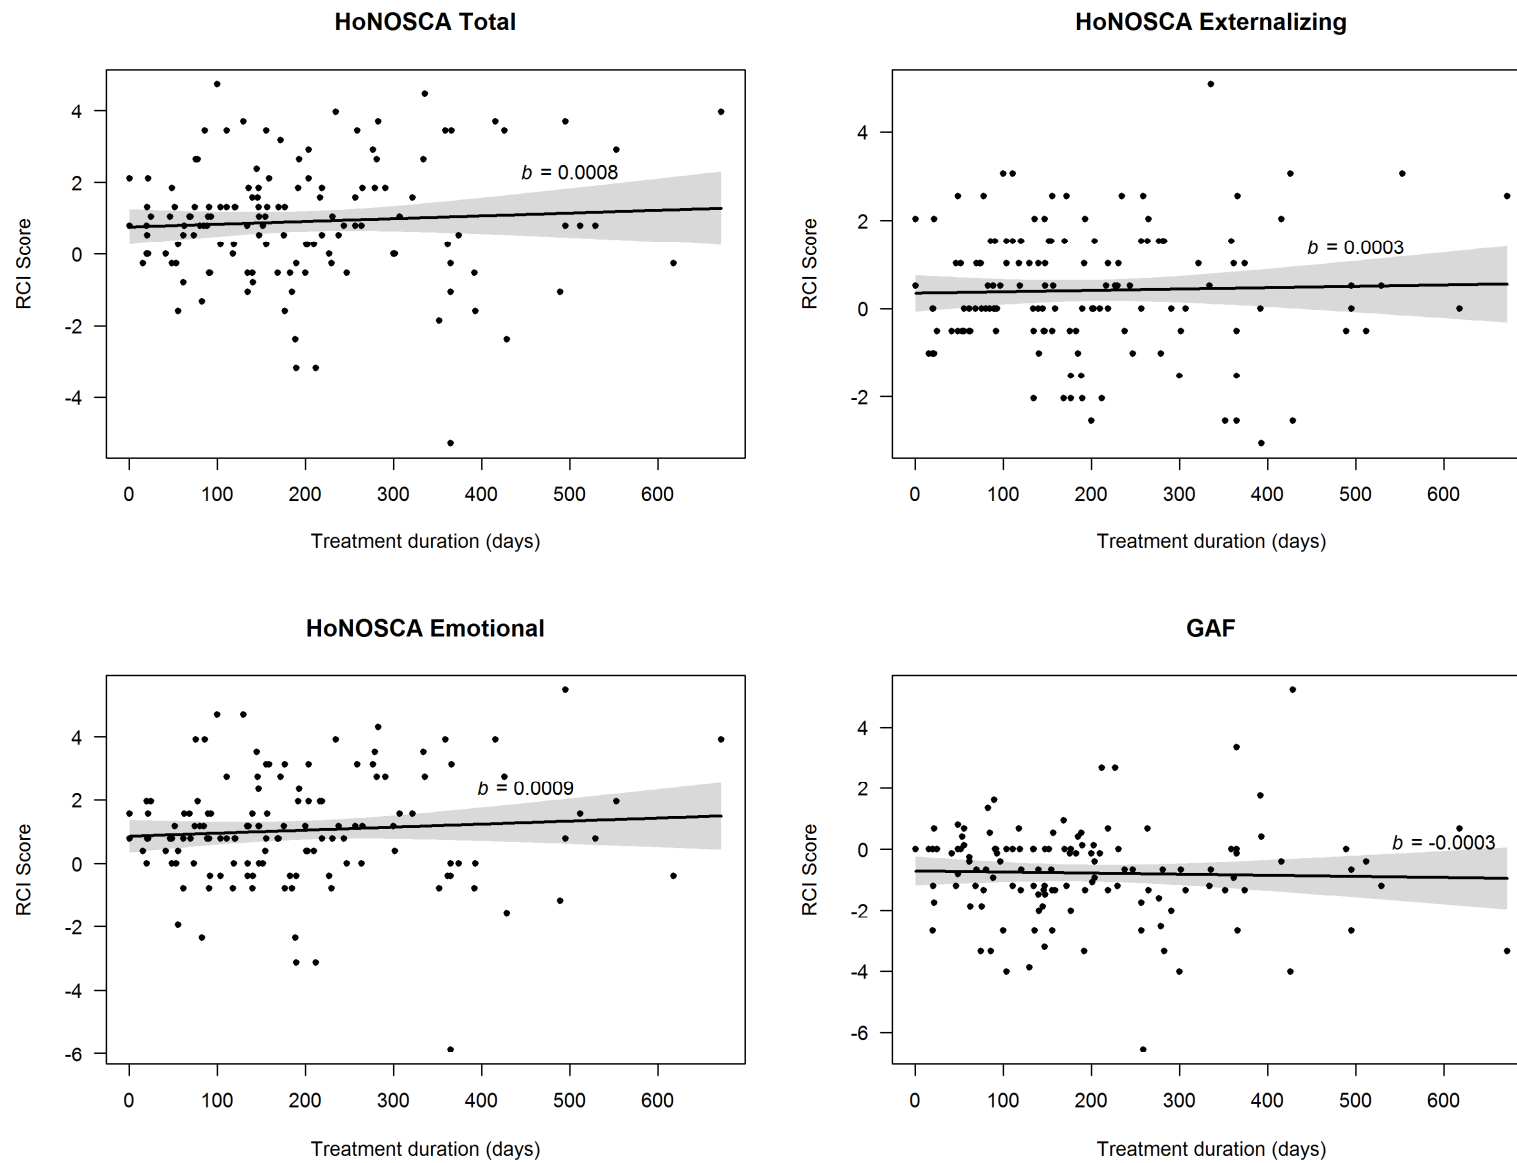 HoNOSCA Total
4
2
0
-2
-4
RCI Score
b = 0.0008
0 100 200 300 400 500 600
Treatment duration (days)
HoNOSCA Externalizing
4
2
0
-2
RCI Score
b = 0.0003
0 100 200 300 400 500 600
Treatment duration (days)
HoNOSCA Emotional
4
2
0
-2
-4
-6
RCI Score
b = 0.0009
0 100 200 300 400 500 600
Treatment duration (days)
GAF
4
2
0
-2
-4
-6
RCI Score
b = -0.0003
0 100 200 300 400 500 600
Treatment duration (days)